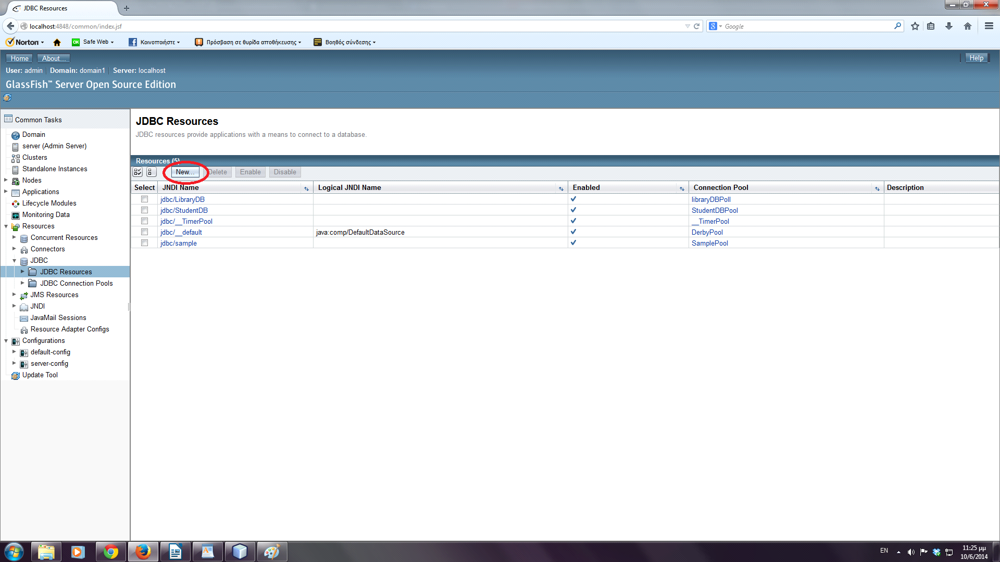 JDBC Resources
localhost:4848/common/index.jsf
Google
Norton
OK Safe Web
Κοινοποιήστε
Πρόσβαση σε θυρίδα αποθήκευσης
Βοηθός σύνδεσης
Home About... Help
User: admin Domain: domain1 Server: localhost
GlassFish™ Server Open Source Edition
Common Tasks
Domain
server (Admin Server)
Clusters
Standalone Instances
Nodes
Applications
Lifecycle Modules
Monitoring Data
Resources
Concurrent Resources
Connectors
JDBC
JDBC Resources
JDBC Connection Pools
JMS Resources
JNDI
JavaMail Sessions
Resource Adapter Configs
Configurations
default-config
server-config
Update Tool
JDBC Resources
JDBC resources provide applications with a means to connect to a database.
Resources (5)
New... Delete Enable Disable
Select JNDI Name Logical JNDI Name Enabled Connection Pool Description
jdbc/LibraryDB libraryDBPoll
jdbc/StudentDB StudentDBPool
jdbc/__TimerPool __TimerPool
jdbc/__default java:comp/DefaultDataSource DerbyPool
jdbc/sample SamplePool
EN
11:25 μμ
10/6/2014